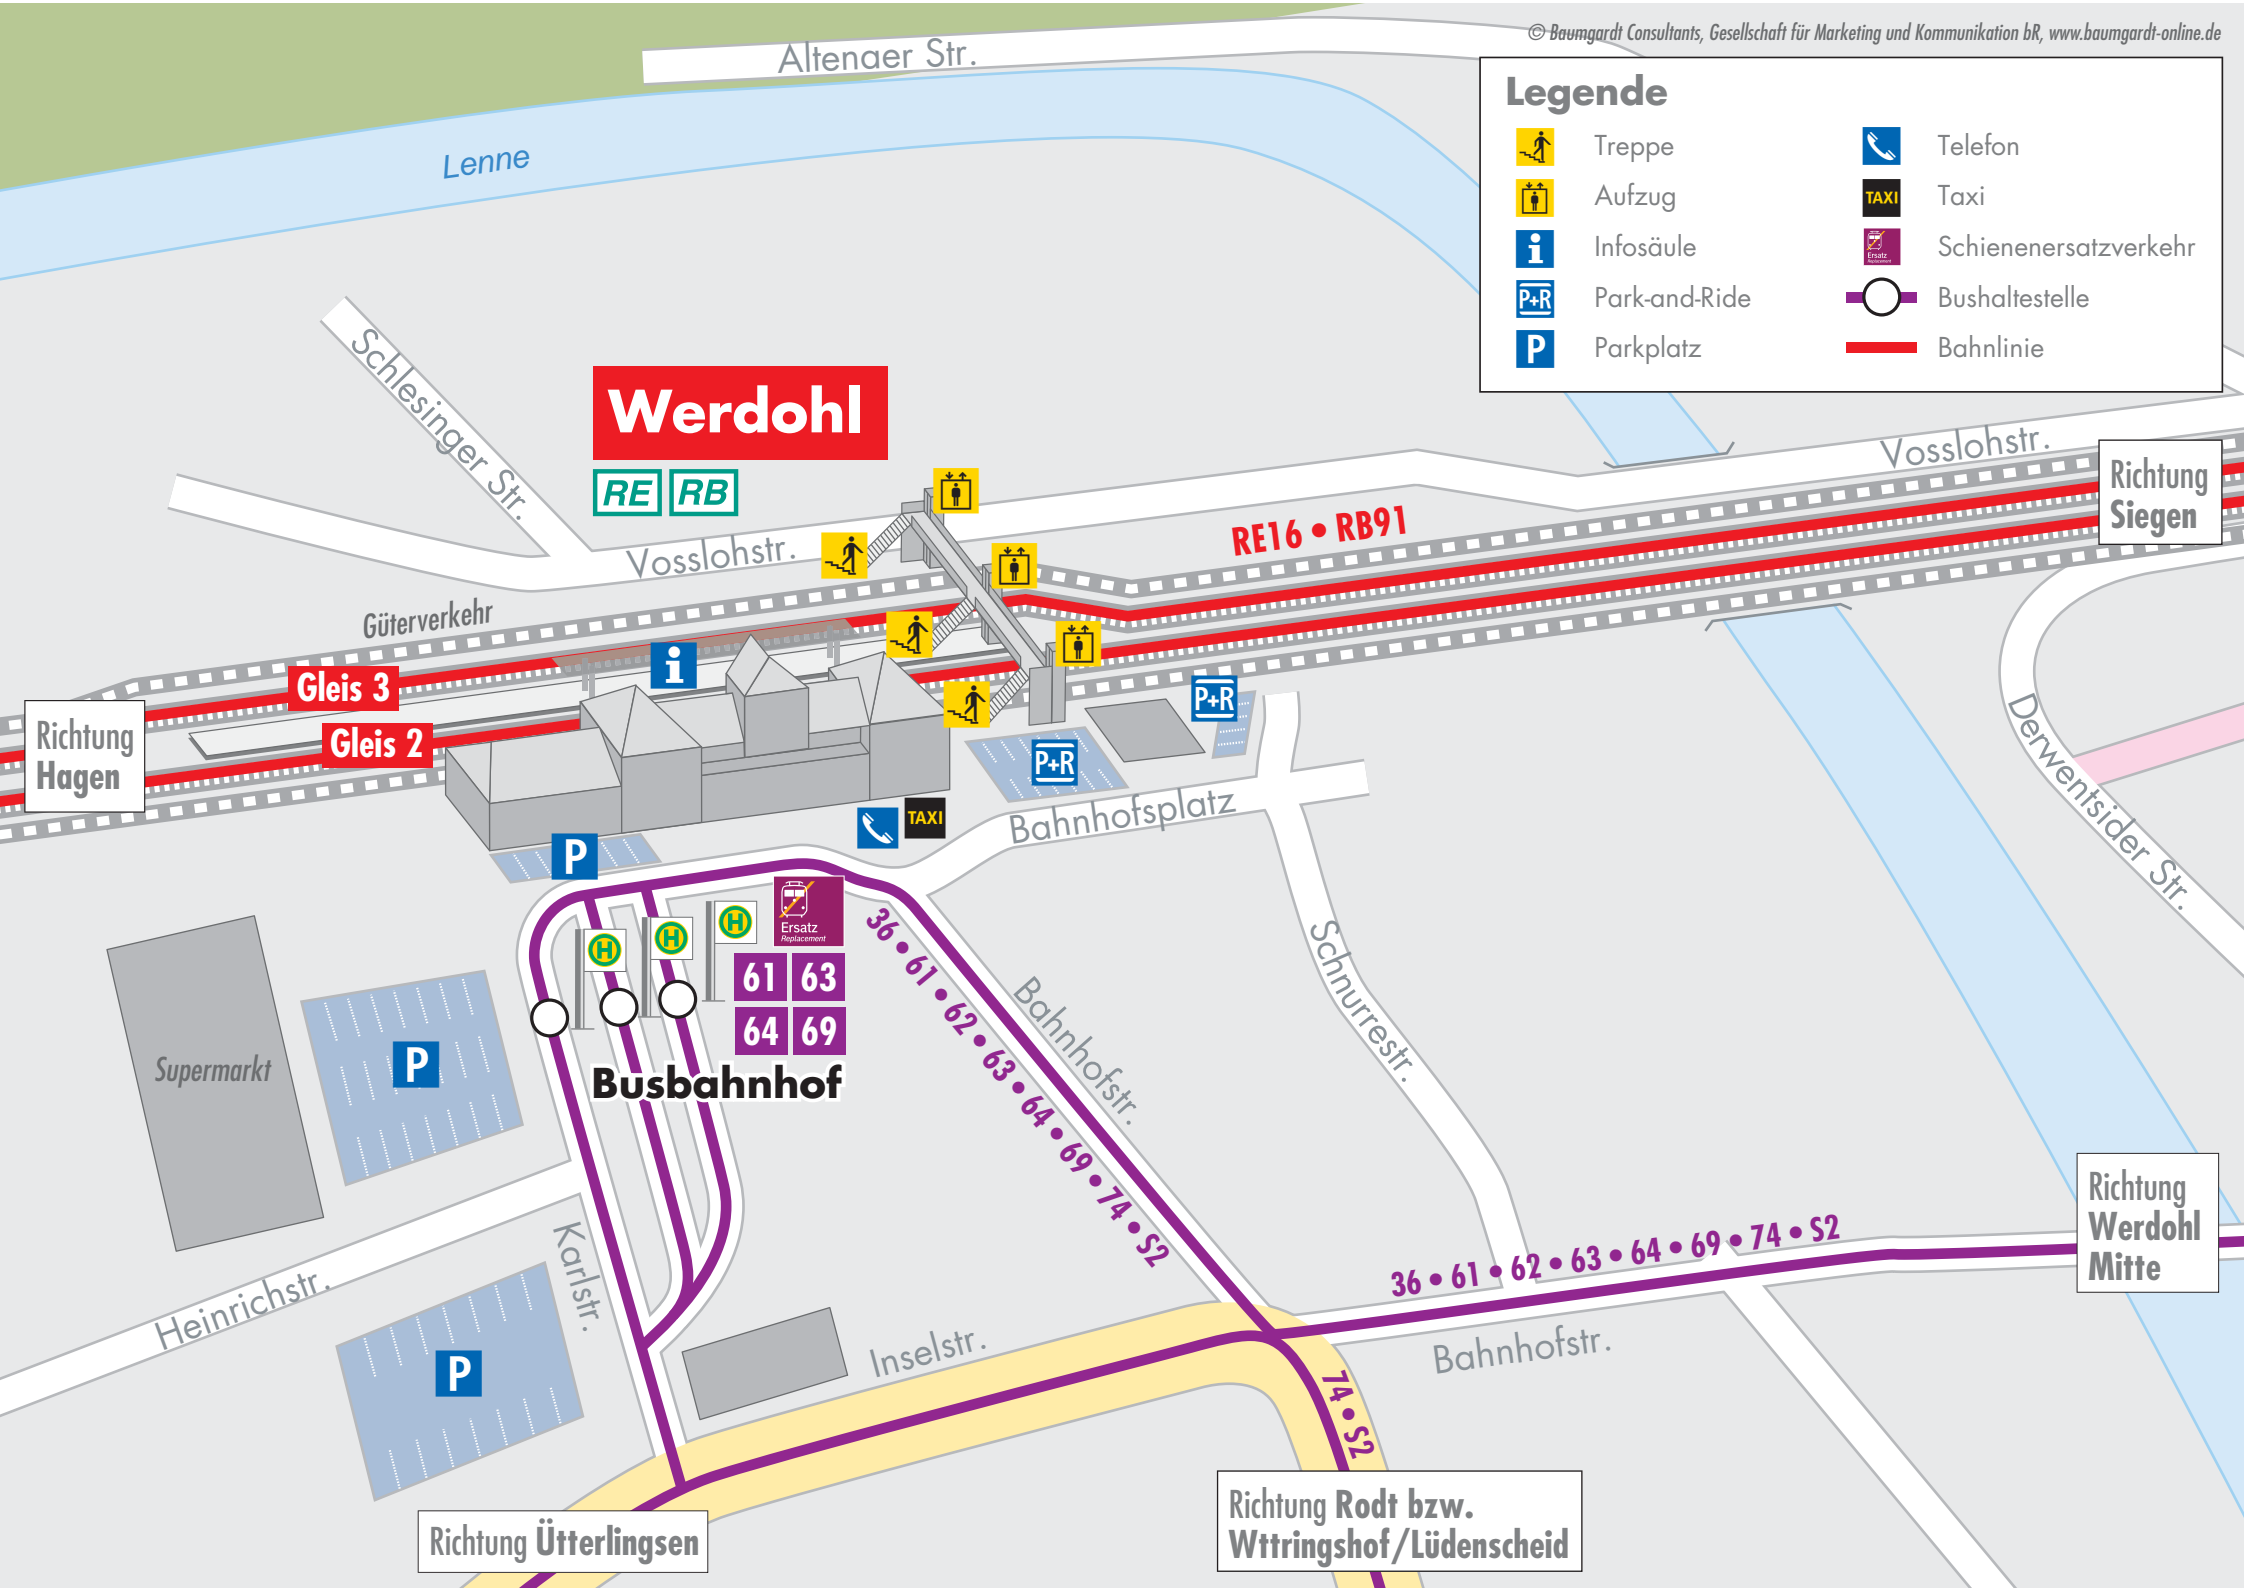 © Baumgardt Consultants, Gesellschaft für Marketing und Kommunikation bR, www.baumgardt-online.de
Altenaer Str.
Lenne
Legende
Treppe
Aufzug
i
Infosäule
P+R
Park-and-Ride
P
Parkplatz
Telefon
TAXI
Taxi
Ersatz
Replacement
Schienenersatzverkehr
Bushaltestelle
Bahnlinie
Schlesinger Str.
Werdohl
RE RB
Vosslohstr.
Vosslohstr.
RE16 • RB91
Richtung
Siegen
Güterverkehr
Gleis 3
Gleis 2
i
Richtung
Hagen
P+R
P+R
Bahnhofsplatz
TAXI
P
Derwentsider Str.
Schnurrestr.
H
H
H
Ersatz
Replacement
61 63
64 69
Busbahnhof
36 • 61 • 62 • 63 • 64 • 69 • 74 • S2
Bahnhofstr.
Supermarkt
P
Karlstr.
Heinrichstr.
P
Inselstr.
36 • 61 • 62 • 63 • 64 • 69 • 74 • S2
Bahnhofstr.
Richtung
Werdohl
Mitte
74 • S2
Richtung Ütterlingsen
Richtung Rodt bzw.
Wttringshof/Lüdenscheid